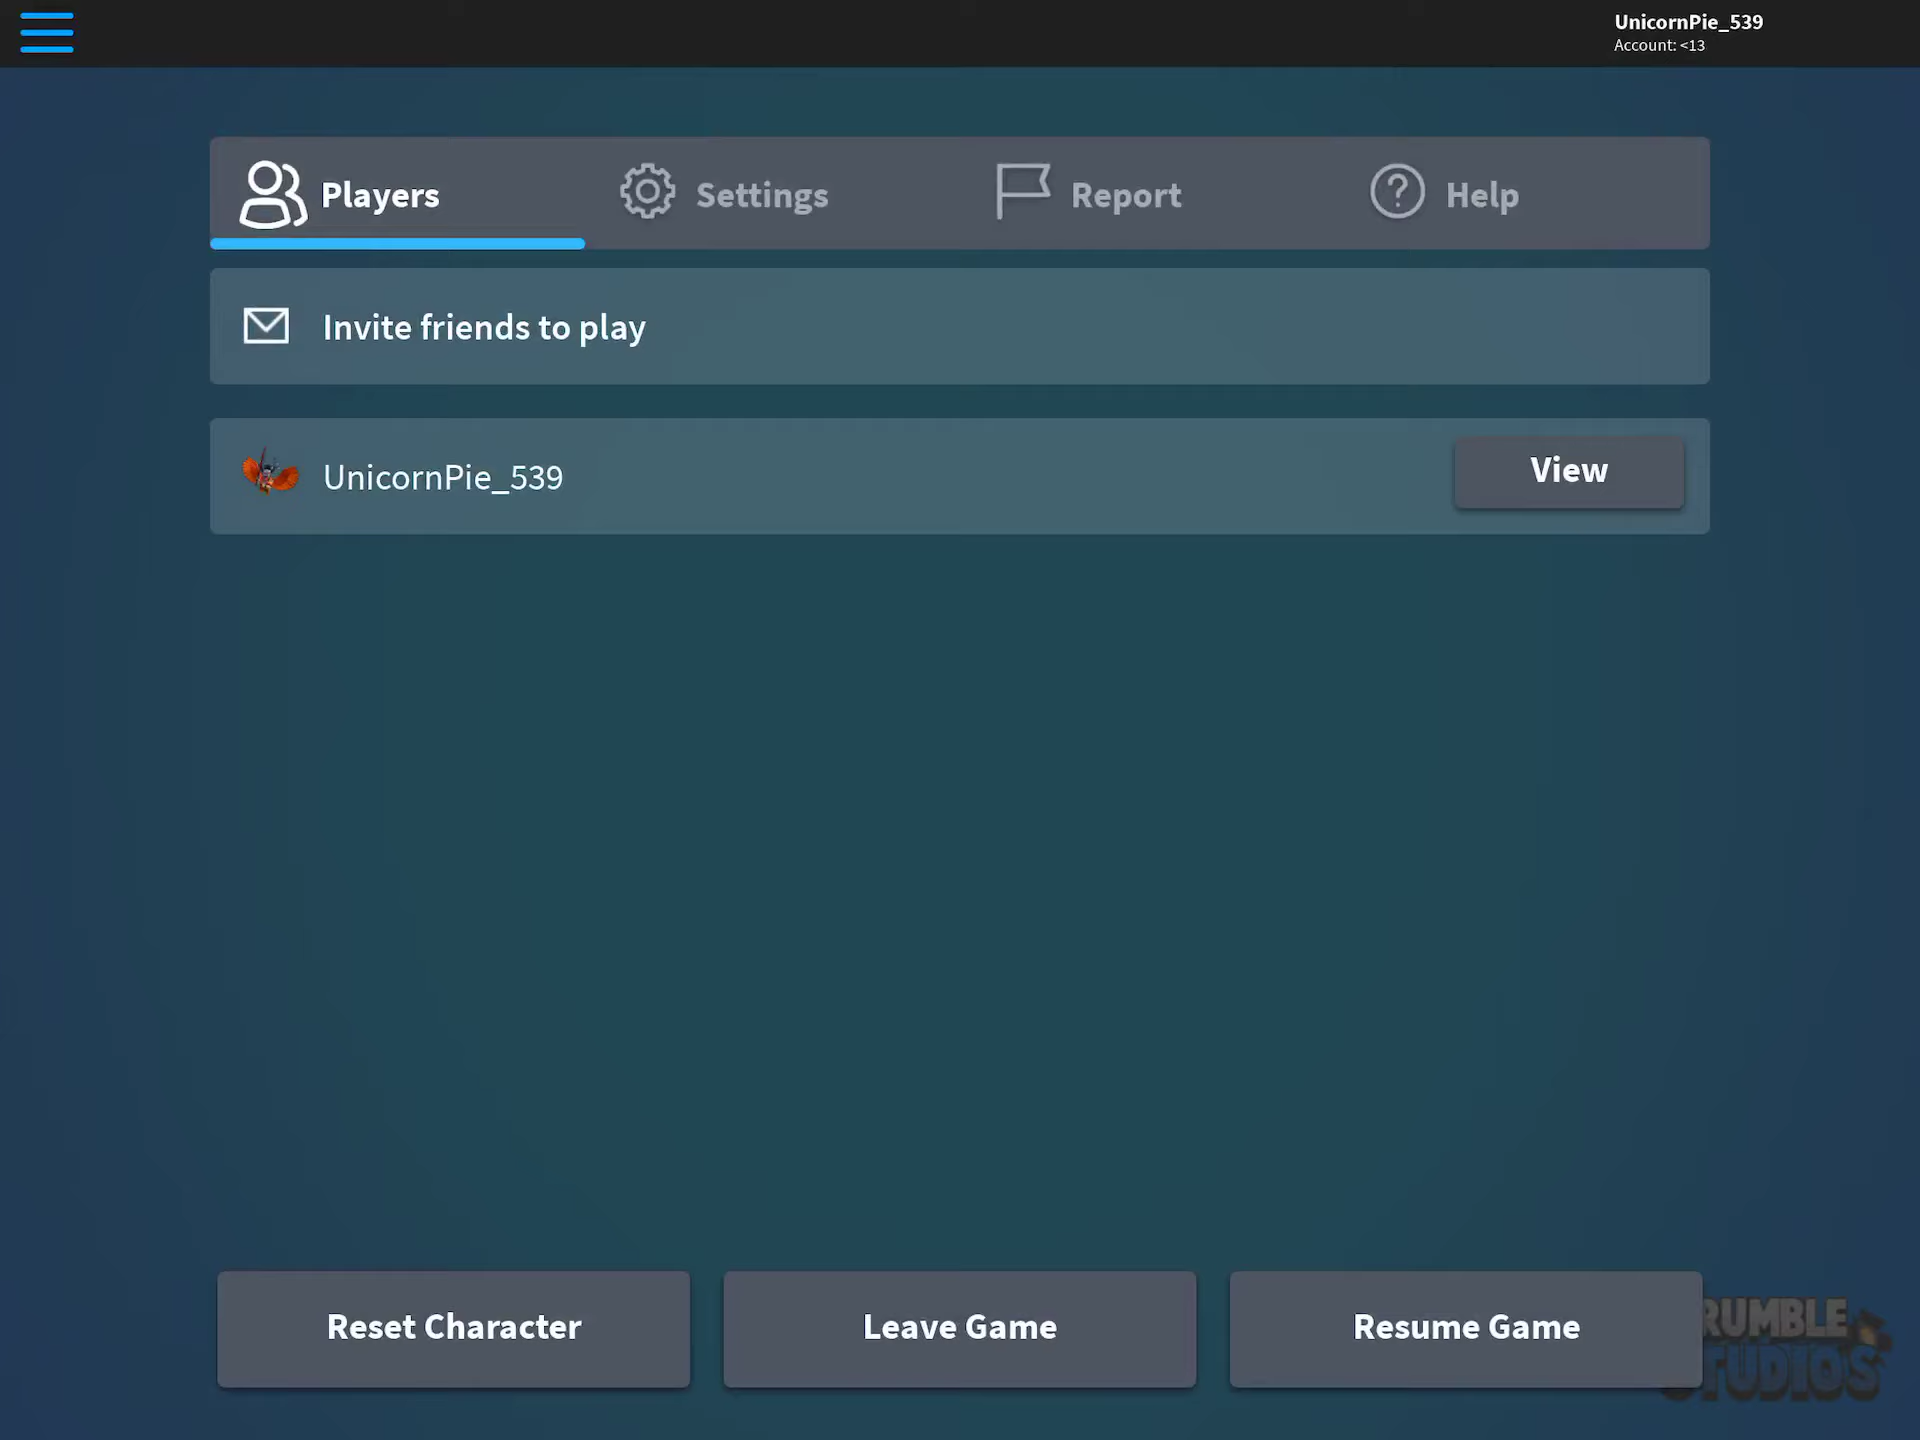 UnicornPie_539
Account: <13
Players
Settings
Report
Help
Invite friends to play
UnicornPie_539
View
Reset Character
Leave Game
Resume Game
RUMBLE
STUDIOS